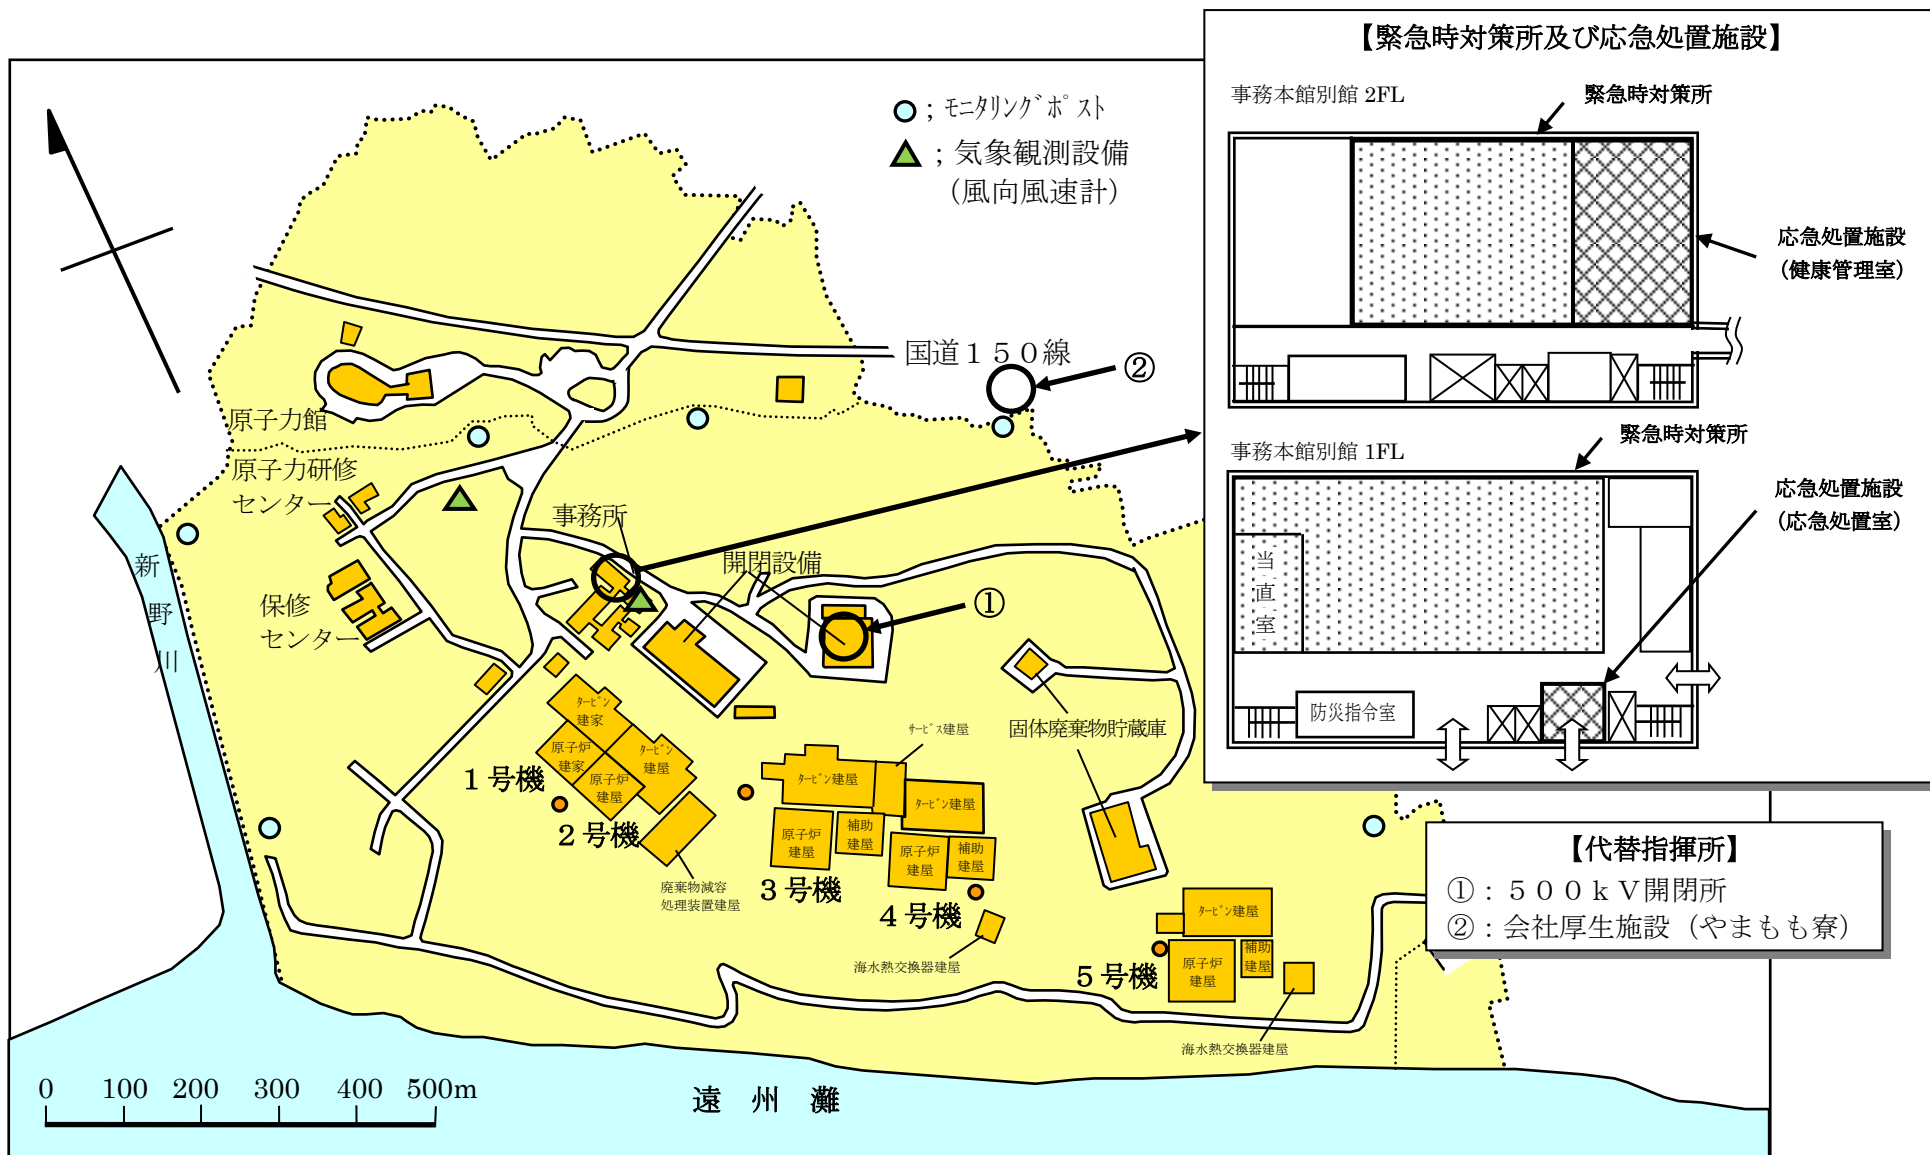 【緊急時対策所及び応急処置施設】
事務本館別館 2FL
緊急時対策所
応急処置施設
（健康管理室）
事務本館別館 1FL
緊急時対策所
応急処置施設
（応急処置室）
当直室
防災指令室
；モニタリングポスト
；気象観測設備
（風向風速計）
国道１５０線
②
原子力館
原子力研修
センター
事務所
開閉設備
①
新野川
保修
センター
タービン
建家
原子炉
建家
タービン
建屋
原子炉
建屋
１号機
２号機
廃棄物減容
処理装置建屋
サービス建屋
タービン建屋
タービン建屋
原子炉
建屋
補助
建屋
原子炉
建屋
補助
建屋
３号機
４号機
海水熱交換器建屋
固体廃棄物貯蔵庫
タービン建屋
原子炉
建屋
補助
建屋
５号機
海水熱交換器建屋
【代替指揮所】
①：５００ｋＶ開閉所
②：会社厚生施設（やまもも寮）
0 100 200 300 400 500m
遠州灘